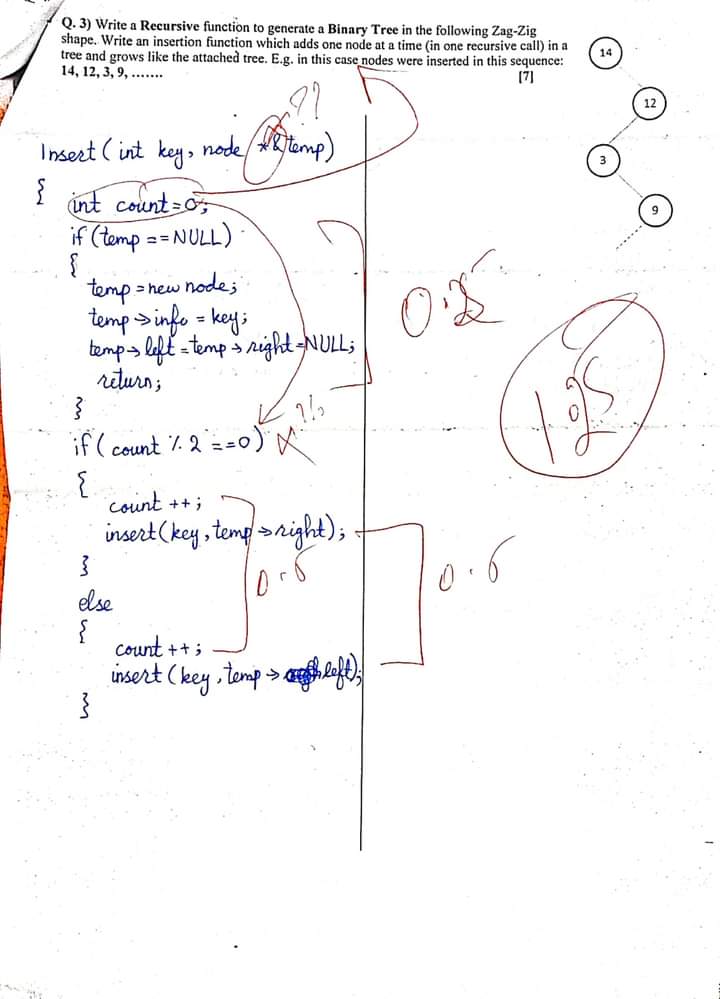 Q. 3) Write a Recursive function to generate a Binary Tree in the following Zag-Zig
shape. Write an insertion function which adds one node at a time (in one recursive call) in a
tree and grows like the attached tree. E.g. in this case nodes were inserted in this sequence:
14, 12, 3, 9, .......
[7]
14
12
3
9
??
Insert (int key, node *& temp)
{
int count = 0;
if (temp == NULL)
{
temp = new node;
temp → info = key;
temp → left = temp → right = NULL;
return;
}
if ( count % 2 == 0 )
{
count ++ ;
insert (key, temp → right);
}
else
{
count ++ ;
insert (key, temp → left);
}
0.5
0.5